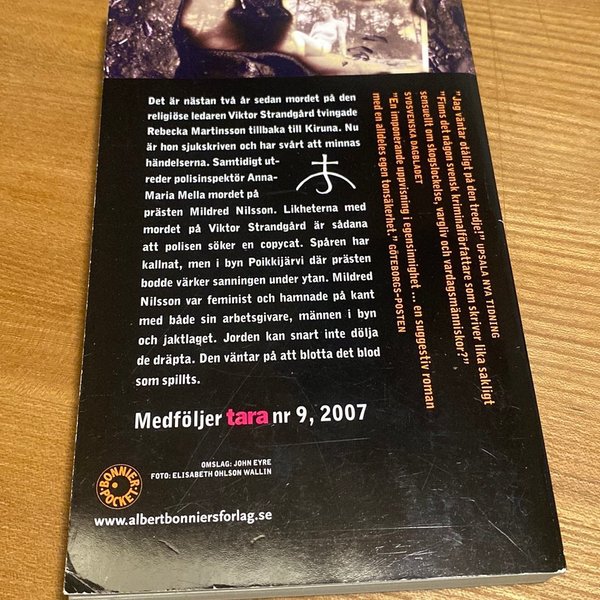 Det är nästan två år sedan mordet på den
religiöse ledaren Viktor Strandgård tvingade
Rebecka Martinsson tillbaka till Kiruna. Nu
är hon sjukskriven och har svårt att minnas
händelserna. Samtidigt ut-
reder polisinspektör Anna-
Maria Mella mordet på
prästen Mildred Nilsson. Likheterna med
mordet på Viktor Strandgård är sådana
att polisen söker en copycat. Spåren har
kallnat, men i byn Poikkijärvi där prästen
bodde värker sanningen under ytan. Mildred
Nilsson var feminist och hamnade på kant
med både sin arbetsgivare, männen i byn
och jaktlaget. Jorden kan snart inte dölja
de dräpta. Den väntar på att blotta det blod
som spillts.
Medföljer tara nr 9, 2007
"Jag väntar otåligt på den tredje!" UPSALA NYA TIDNING
"Finns det någon svensk kriminalförfattare som skriver lika sakligt
sensuellt om skogslockelse, vargliv och vardagsmänniskor?"
SYDSVENSKA DAGBLADET
"En imponerande uppvisning i egensinnighet ... en suggestiv roman
med en alldeles egen tonsäkerhet." GÖTEBORGS-POSTEN
OMSLAG: JOHN EYRE
FOTO: ELISABETH OHLSON WALLIN
BONNIER
POCKET
www.albertbonniersforlag.se